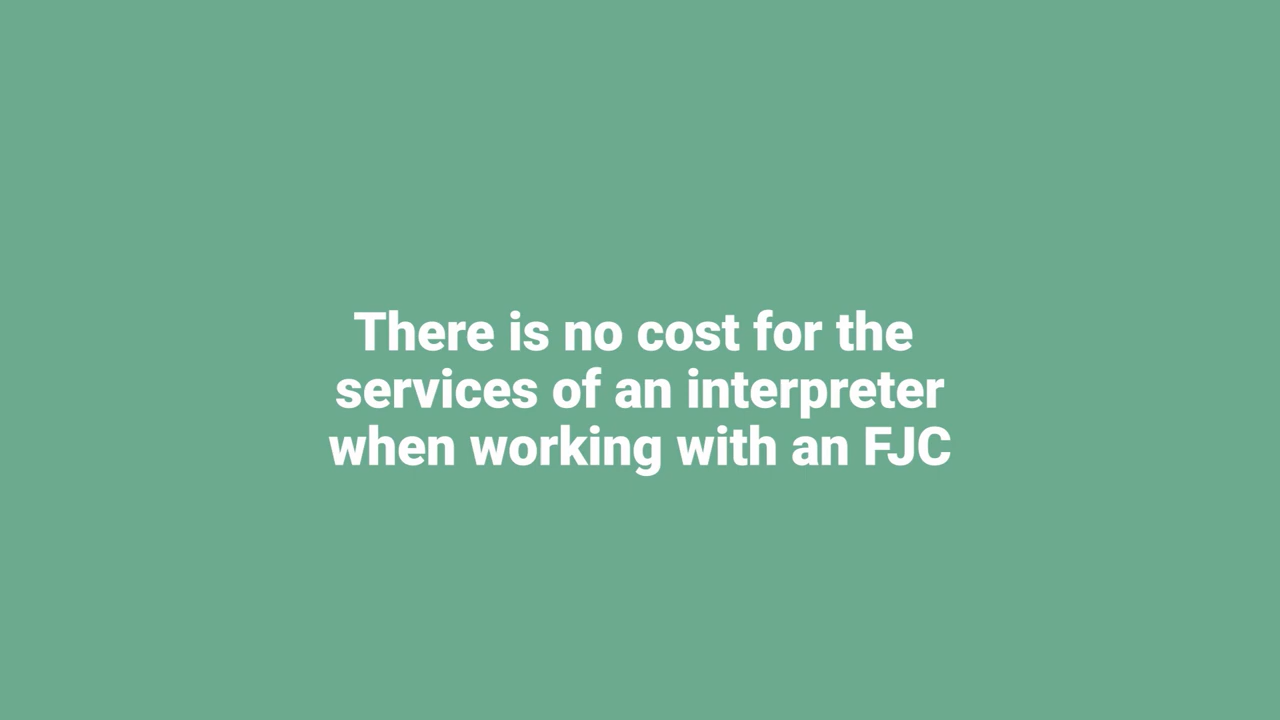 There is no cost for the
services of an interpreter
when working with an FJC